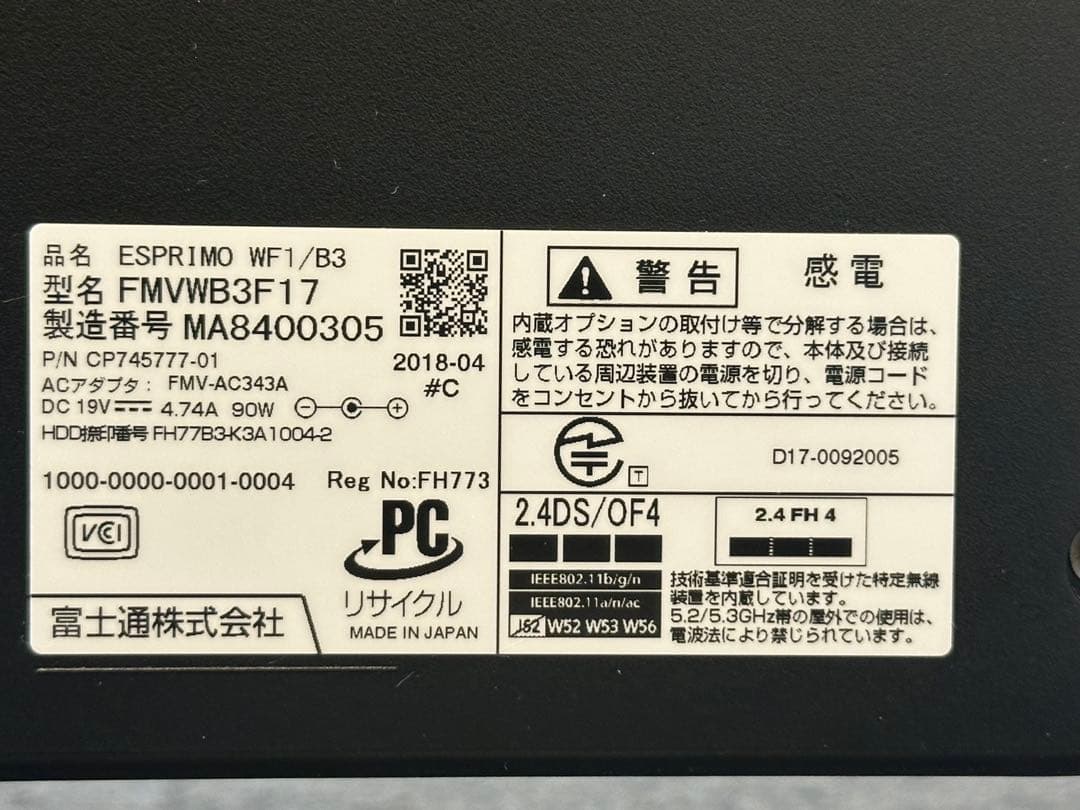 品名 ESPRIMO WF1/B3
型名 FMVWB3F17
製造番号 MA8400305
P/N CP745777-01
2018-04
ACアダプタ: FMV-AC343A
#C
DC 19V 4.74A 90W
HDD捺印番号 FH77B3-K3A1004-2
1000-0000-0001-0004
Reg No:FH773
VCCI
PC
リサイクル
MADE IN JAPAN
富士通株式会社
警告
感電
内蔵オプションの取付け等で分解する場合は、
感電する恐れがありますので、本体及び接続
している周辺装置の電源を切り、電源コード
をコンセントから抜いてから行ってください。
T
D17-0092005
2.4DS/OF4
2.4 FH 4
IEEE802.11b/g/n
IEEE802.11a/n/ac
J52 W52 W53 W56
技術基準適合証明を受けた特定無線
装置を内蔵しています。
5.2/5.3GHz帯の屋外での使用は、
電波法により禁じられています。